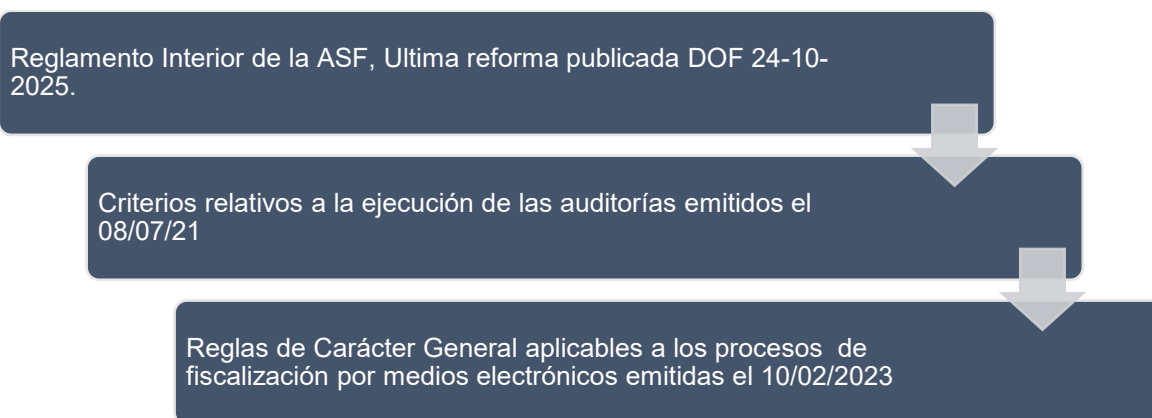 Reglamento Interior de la ASF, Ultima reforma publicada DOF 24-10-
2025.
Criterios relativos a la ejecución de las auditorías emitidos el
08/07/21
Reglas de Carácter General aplicables a los procesos  de
fiscalización por medios electrónicos emitidas el 10/02/2023